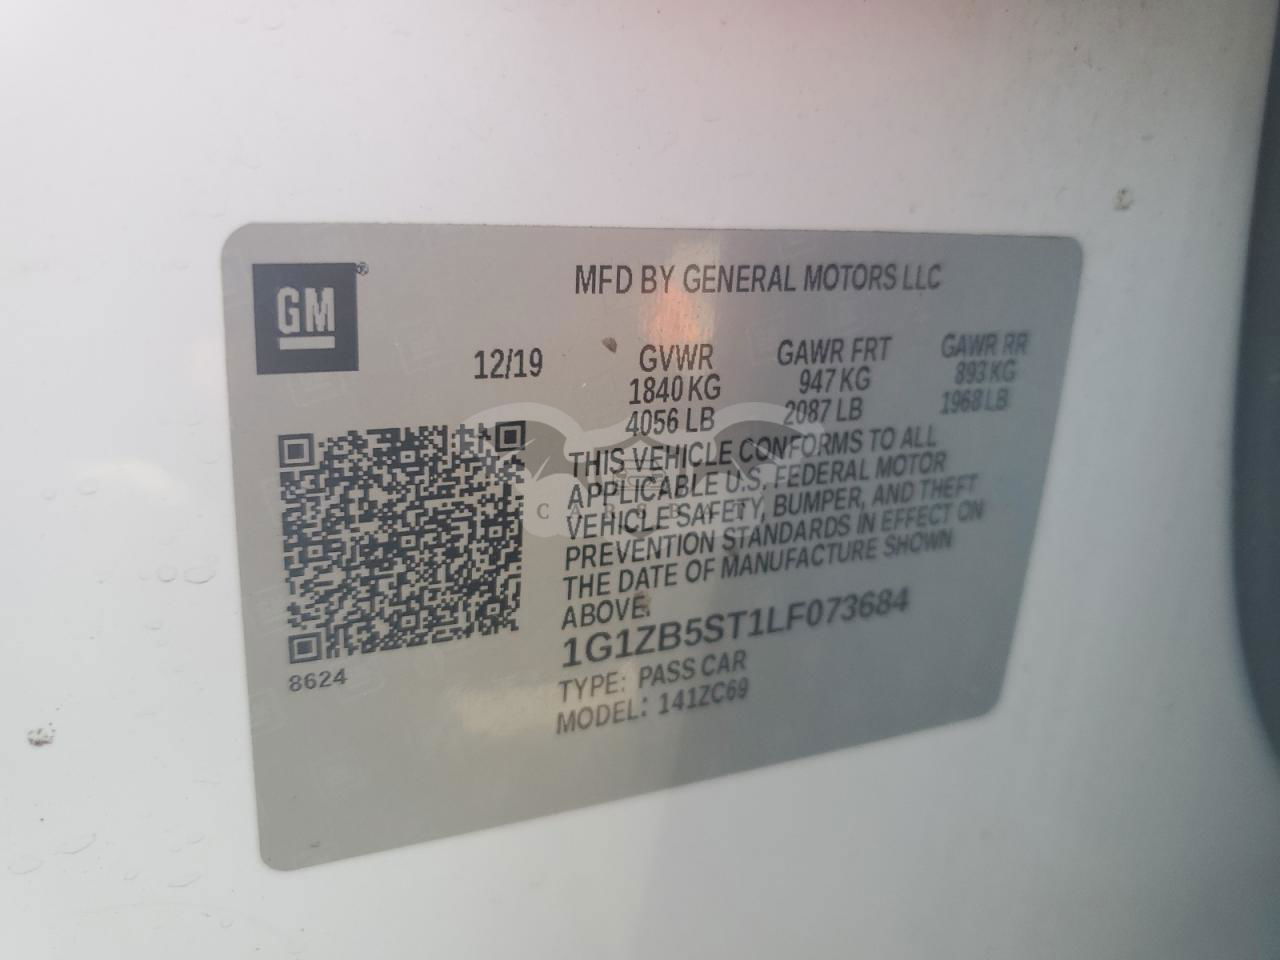 GM
MFD BY GENERAL MOTORS LLC
12/19 GVWR GAWR FRT GAWR RR
1840 KG 947 KG 893 KG
4056 LB 2087 LB 1968 LB
THIS VEHICLE CONFORMS TO ALL
APPLICABLE U.S. FEDERAL MOTOR
VEHICLE SAFETY, BUMPER, AND THEFT
PREVENTION STANDARDS IN EFFECT ON
THE DATE OF MANUFACTURE SHOWN
ABOVE.
1G1ZB5ST1LF073684
TYPE: PASS CAR
MODEL: 141ZC69
8624